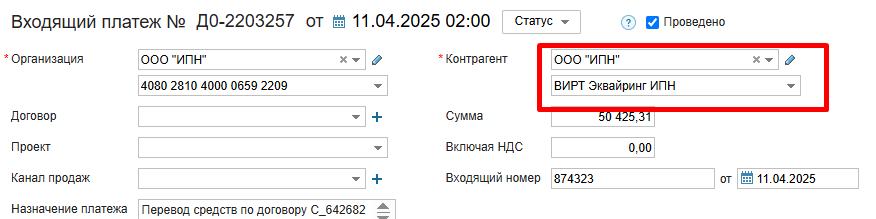 Входящий платеж № Д0-2203257 от 11.04.2025 02:00 Статус ? Проведено
* Организация ООО "ИПН" * Контрагент ООО "ИПН"
4080 2810 4000 0659 2209 ВИРТ Эквайринг ИПН
Договор Сумма 50 425,31
Проект Включая НДС 0,00
Канал продаж Входящий номер 874323 от 11.04.2025
Назначение платежа Перевод средств по договору С_642682